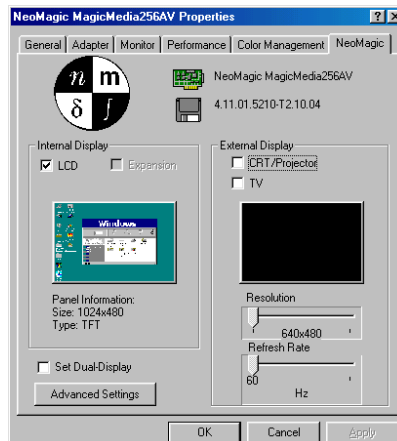 NeoMagic MagicMedia256AV Properties
General Adapter Monitor Performance Color Management NeoMagic
n m
δ ∫
NeoMagic MagicMedia256AV
4.11.01.5210-T2.10.04
Internal Display
LCD Expansion
Windows
Panel Information:
Size: 1024x480
Type: TFT
External Display
CRT/Projector
TV
Resolution
640x480
Refresh Rate
60
Hz
Set Dual-Display
Advanced Settings
OK Cancel Apply